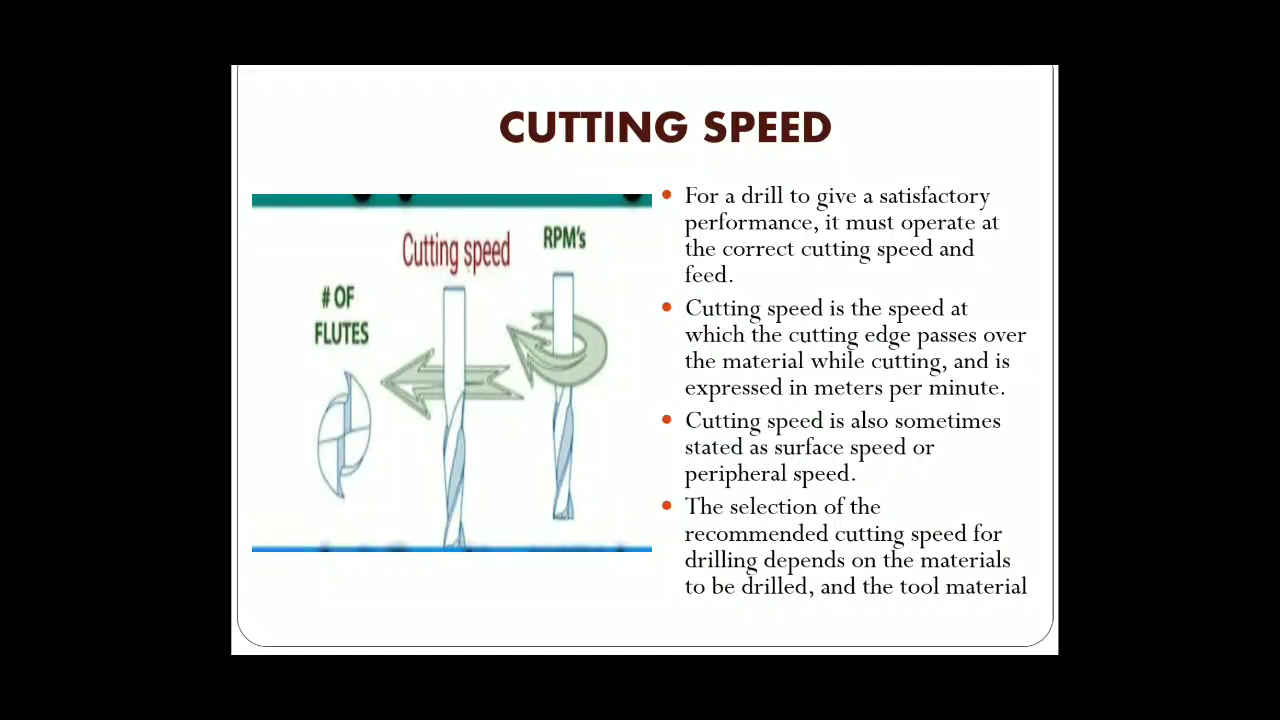 CUTTING SPEED
Cutting speed
RPM's
# OF
FLUTES
For a drill to give a satisfactory
performance, it must operate at
the correct cutting speed and
feed.
Cutting speed is the speed at
which the cutting edge passes over
the material while cutting, and is
expressed in meters per minute.
Cutting speed is also sometimes
stated as surface speed or
peripheral speed.
The selection of the
recommended cutting speed for
drilling depends on the materials
to be drilled, and the tool material